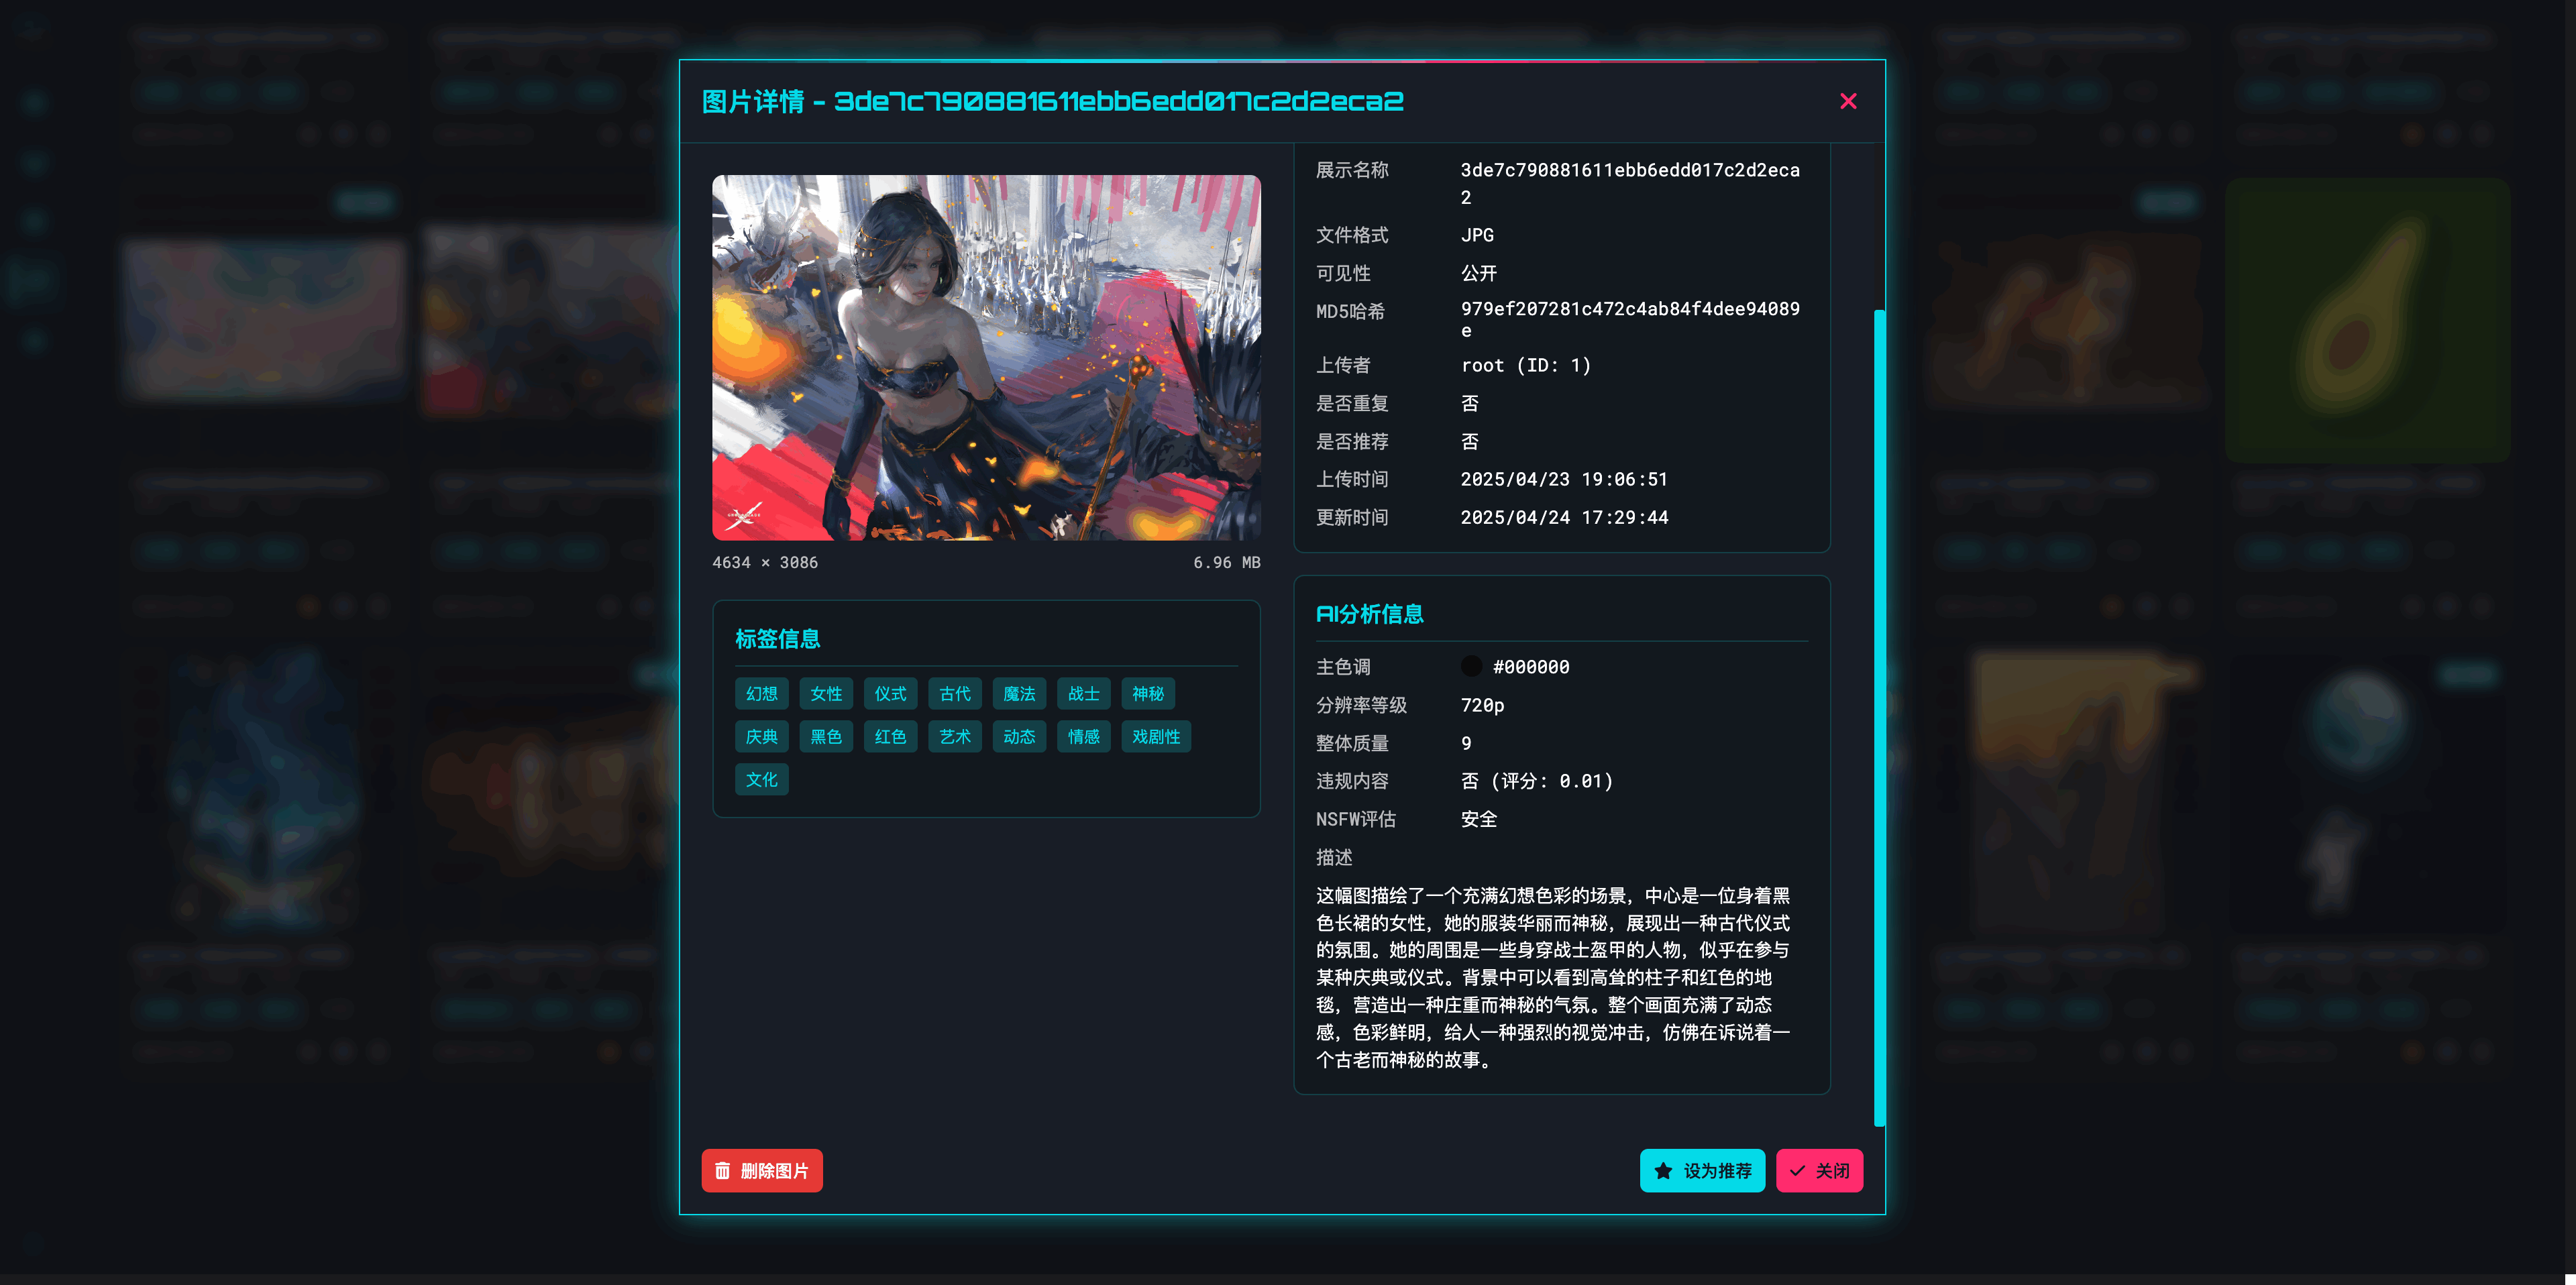 图片详情 - 3de7c790881611ebb6edd017c2d2eca2
4634 × 3086
6.96 MB
标签信息
幻想 女性 仪式 古代 魔法 战士 神秘
庆典 黑色 红色 艺术 动态 情感 戏剧性
文化
展示名称 3de7c790881611ebb6edd017c2d2eca
2
文件格式 JPG
可见性 公开
MD5哈希 979ef207281c472c4ab84f4dee94089
e
上传者 root (ID: 1)
是否重复 否
是否推荐 否
上传时间 2025/04/23 19:06:51
更新时间 2025/04/24 17:29:44
AI分析信息
主色调 #000000
分辨率等级 720p
整体质量 9
违规内容 否 (评分: 0.01)
NSFW评估 安全
描述
这幅图描绘了一个充满幻想色彩的场景，中心是一位身着黑
色长裙的女性，她的服装华丽而神秘，展现出一种古代仪式
的氛围。她的周围是一些身穿战士盔甲的人物，似乎在参与
某种庆典或仪式。背景中可以看到高耸的柱子和红色的地
毯，营造出一种庄重而神秘的气氛。整个画面充满了动态
感，色彩鲜明，给人一种强烈的视觉冲击，仿佛在诉说着一
个古老而神秘的故事。
删除图片
设为推荐
关闭